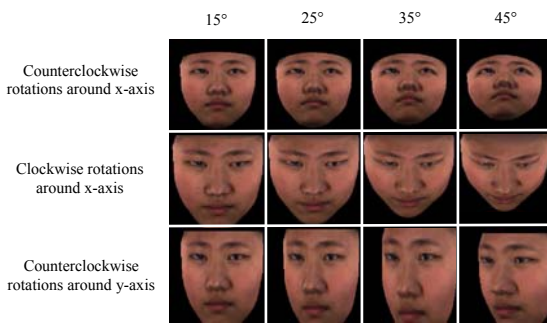 15° 25° 35° 45°
Counterclockwise
rotations around x-axis
Clockwise rotations
around x-axis
Counterclockwise
rotations around y-axis